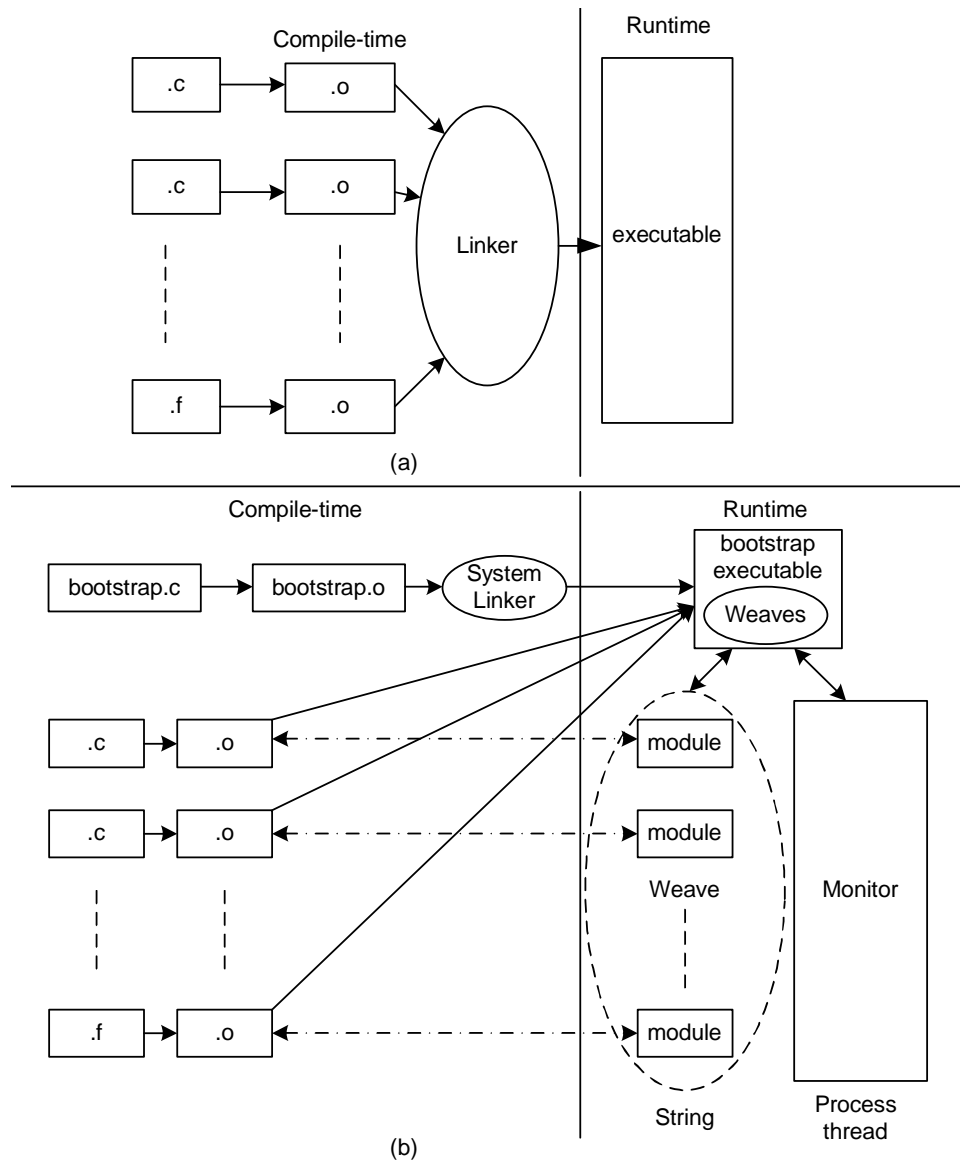 Compile-time
Runtime
.c
.o
.c
.o
Linker
executable
.f
.o
(a)
Compile-time
Runtime
bootstrap.c
bootstrap.o
System
Linker
bootstrap
executable
Weaves
.c
.o
module
.c
.o
module
Weave
Monitor
.f
.o
module
String
Process
thread
(b)